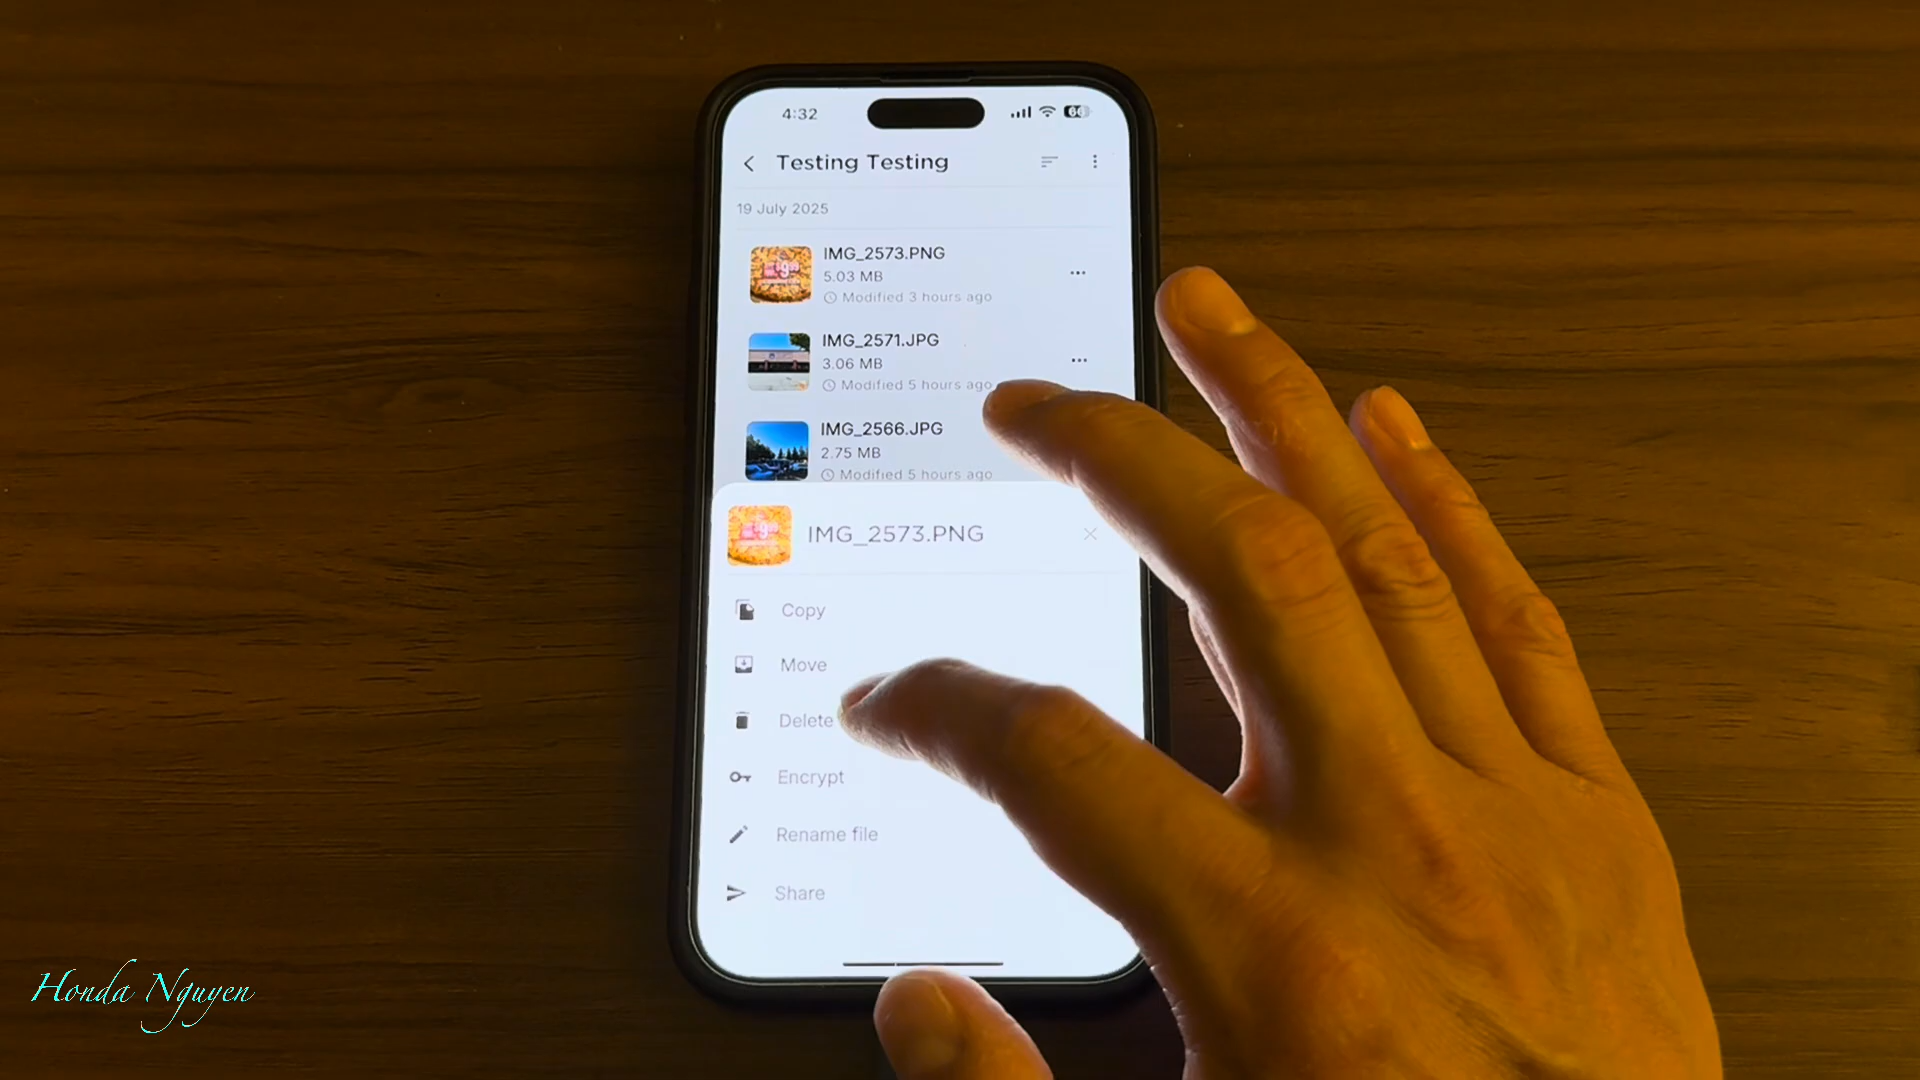 4:32
66
Testing Testing
19 July 2025
IMG_2573.PNG
5.03 MB
Modified 3 hours ago
IMG_2571.JPG
3.06 MB
Modified 5 hours ago
IMG_2566.JPG
2.75 MB
Modified 5 hours ago
IMG_2573.PNG
Copy
Move
Delete
Encrypt
Rename file
Share
Honda Nguyen